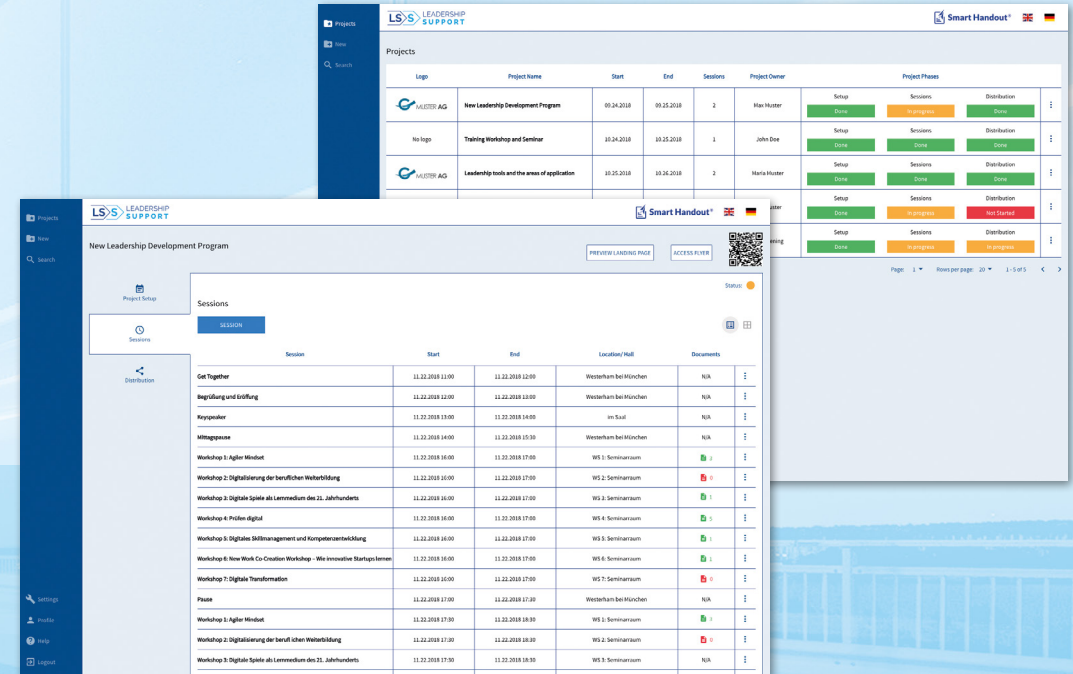 Projects
New
Search
LS>S LEADERSHIP
SUPPORT
Smart Handout®
Projects
Logo Project Name Start End Sessions Project Owner Project Phases
MUSTER AG New Leadership Development Program 09.24.2018 09.25.2018 2 Max Muster Setup Done Sessions In progress Distribution Done
No logo Training Workshop and Seminar 10.24.2018 10.25.2018 1 John Doe Setup Done Sessions Done Distribution Done
MUSTER AG Leadership tools and the areas of application 10.25.2018 10.26.2018 2 Maria Muster Setup Done Sessions Done Distribution Done
Setup Done Sessions In progress Distribution Not Started
Setup Done Sessions In progress Distribution In progress
Page: 1 Rows per page: 20 1 - 5 of 5
Projects
New
Search
Settings
Profile
Help
Logout
LS>S LEADERSHIP
SUPPORT
Smart Handout®
New Leadership Development Program
PREVIEW LANDING PAGE ACCESS FLYER
Project Setup
Sessions
Distribution
Status:
Sessions
SESSION
Session Start End Location/ Hall Documents
Get Together 11.22.2018 11:00 11.22.2018 12:00 Westerham bei München N/A
Begrüßung und Eröffung 11.22.2018 12:00 11.22.2018 13:00 Westerham bei München N/A
Keyspeaker 11.22.2018 13:00 11.22.2018 14:00 im Saal N/A
Mittagspause 11.22.2018 14:00 11.22.2018 15:30 Westerham bei München N/A
Workshop 1: Agiler Mindset 11.22.2018 16:00 11.22.2018 17:00 WS 1: Seminarraum
Workshop 2: Digitalisierung der beruflichen Weiterbildung 11.22.2018 16:00 11.22.2018 17:00 WS 2: Seminarraum 0
Workshop 3: Digitale Spiele als Lernmedium des 21. Jahrhunderts 11.22.2018 16:00 11.22.2018 17:00 WS 3: Seminarraum 1
Workshop 4: Prüfen digital 11.22.2018 16:00 11.22.2018 17:00 WS 4: Seminarraum 5
Workshop 5: Digitales Skillmanagement und Kompetenzentwicklung 11.22.2018 16:00 11.22.2018 17:00 WS 5: Seminarraum 1
Workshop 6: New Work Co-Creation Workshop – Wie innovative Startups lernen 11.22.2018 16:00 11.22.2018 17:00 WS 6: Seminarraum 1
Workshop 7: Digitale Transformation 11.22.2018 16:00 11.22.2018 17:00 WS 7: Seminarraum 0
Pause 11.22.2018 17:00 11.22.2018 17:30 Westerham bei München N/A
Workshop 1: Agiler Mindset 11.22.2018 17:30 11.22.2018 18:30 WS 1: Seminarraum
Workshop 2: Digitalisierung der berufl ichen Weiterbildung 11.22.2018 17:30 11.22.2018 18:30 WS 2: Seminarraum 0
Workshop 3: Digitale Spiele als Lernmedium des 21. Jahrhunderts 11.22.2018 17:30 11.22.2018 18:30 WS 3: Seminarraum N/A